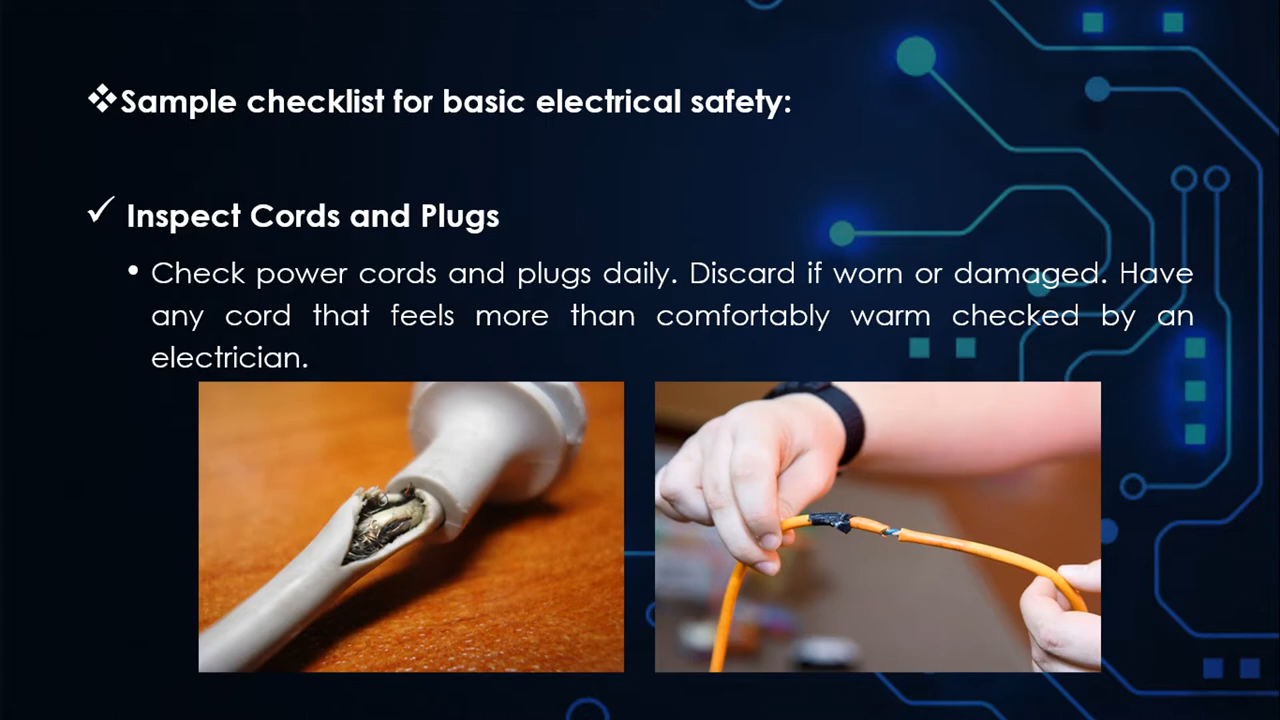 ❖Sample checklist for basic electrical safety:
✓ Inspect Cords and Plugs
• Check power cords and plugs daily. Discard if worn or damaged. Have
any cord that feels more than comfortably warm checked by an
electrician.